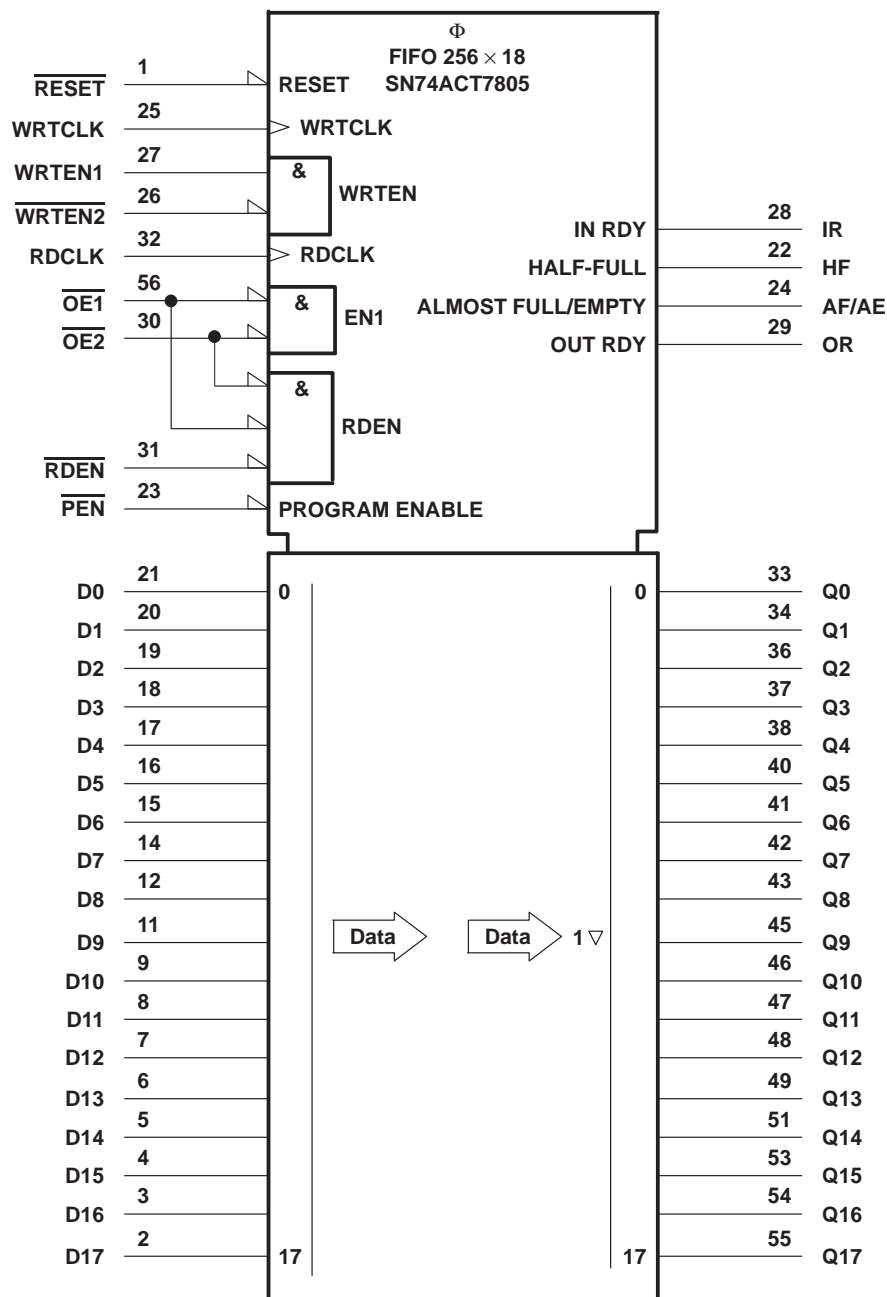 Φ
FIFO 256 × 18
SN74ACT7805
RESET 1 RESET
WRTCLK 25 WRTCLK
WRTEN1 27 & WRTEN
WRTEN2 26
RDCLK 32 RDCLK
OE1 56 & EN1
OE2 30
& RDEN
RDEN 31
PEN 23 PROGRAM ENABLE
IN RDY 28 IR
HALF-FULL 22 HF
ALMOST FULL/EMPTY 24 AF/AE
OUT RDY 29 OR
D0 21 0 0 33 Q0
D1 20 34 Q1
D2 19 36 Q2
D3 18 37 Q3
D4 17 38 Q4
D5 16 40 Q5
D6 15 41 Q6
D7 14 42 Q7
D8 12 43 Q8
Data Data 1
D9 11 45 Q9
D10 9 46 Q10
D11 8 47 Q11
D12 7 48 Q12
D13 6 49 Q13
D14 5 51 Q14
D15 4 53 Q15
D16 3 54 Q16
D17 2 17 17 55 Q17